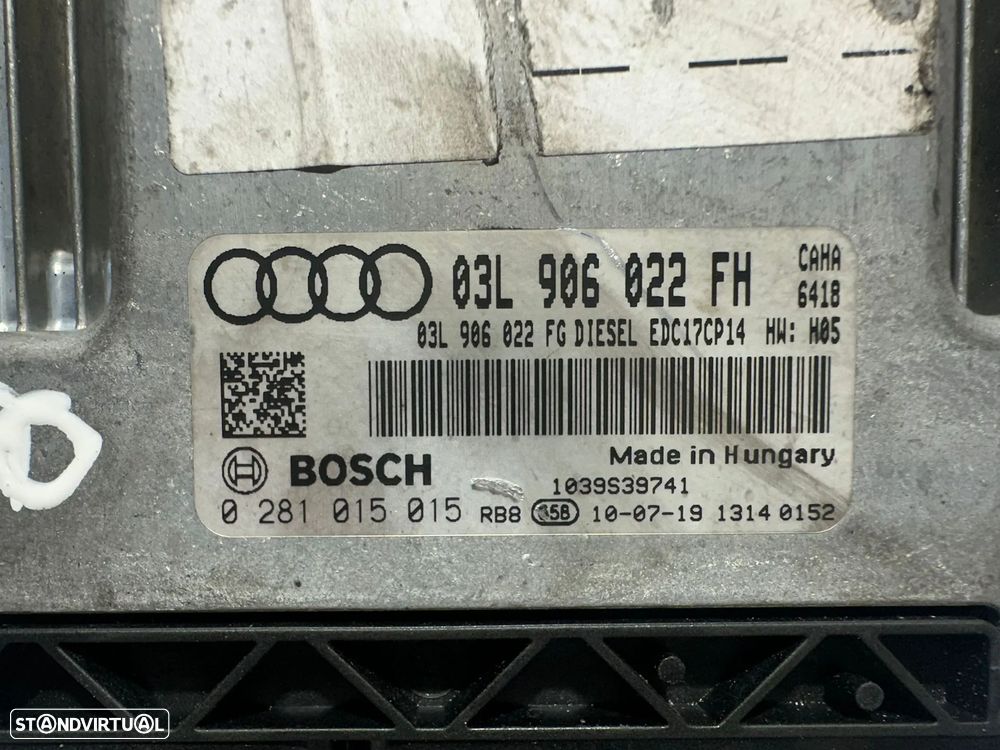 03L 906 022 FH CAHA
6418
03L 906 022 FG DIESEL EDC17CP14 HW: H05
Made in Hungary
BOSCH
1039S39741
0 281 015 015 RB8 358 10-07-19 1314 0152
STANDVIRTUAL